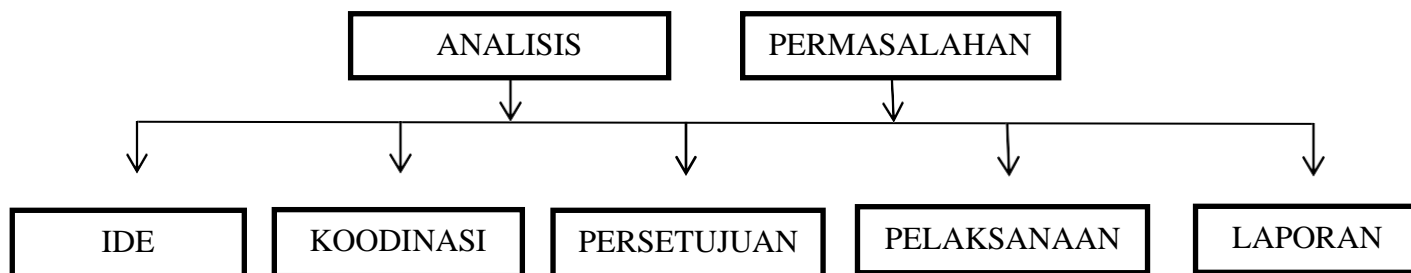 ANALISIS
PERMASALAHAN
IDE
KOODINASI
PERSETUJUAN
PELAKSANAAN
LAPORAN